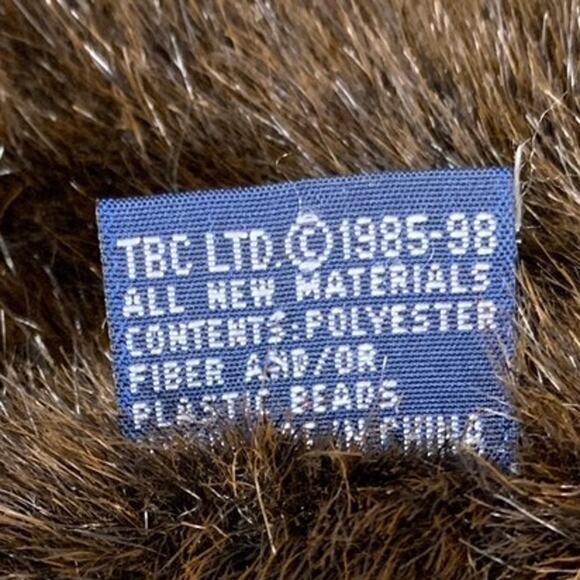 TBC LTD.©1985-98
ALL NEW MATERIALS
CONTENTS:POLYESTER
FIBER AND/OR
PLASTIC BEADS
IN CHINA